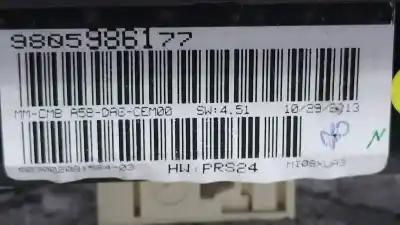 9805986177
MM-CMB A58-DAG-CEM00 SW:4.51 10/29/2013
HW:PRS24